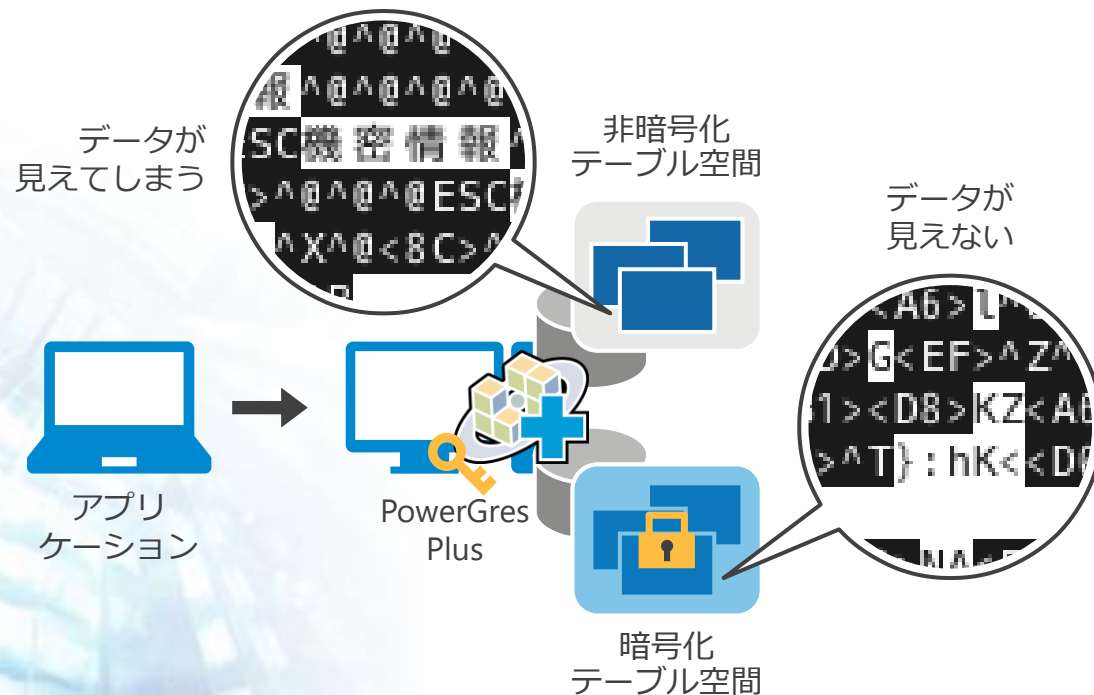 ^@^@^@
報^@^@^@^@
ESC機密情報^
>^@^@^@ESC
^X^@<8C>^
データが
見えてしまう
非暗号化
テーブル空間
データが
見えない
<A6>l^
D>G<EF>^Z^
1><D8>KZ<A6
>^T}:hK<<D6
アプリ
ケーション
PowerGres
Plus
暗号化
テーブル空間